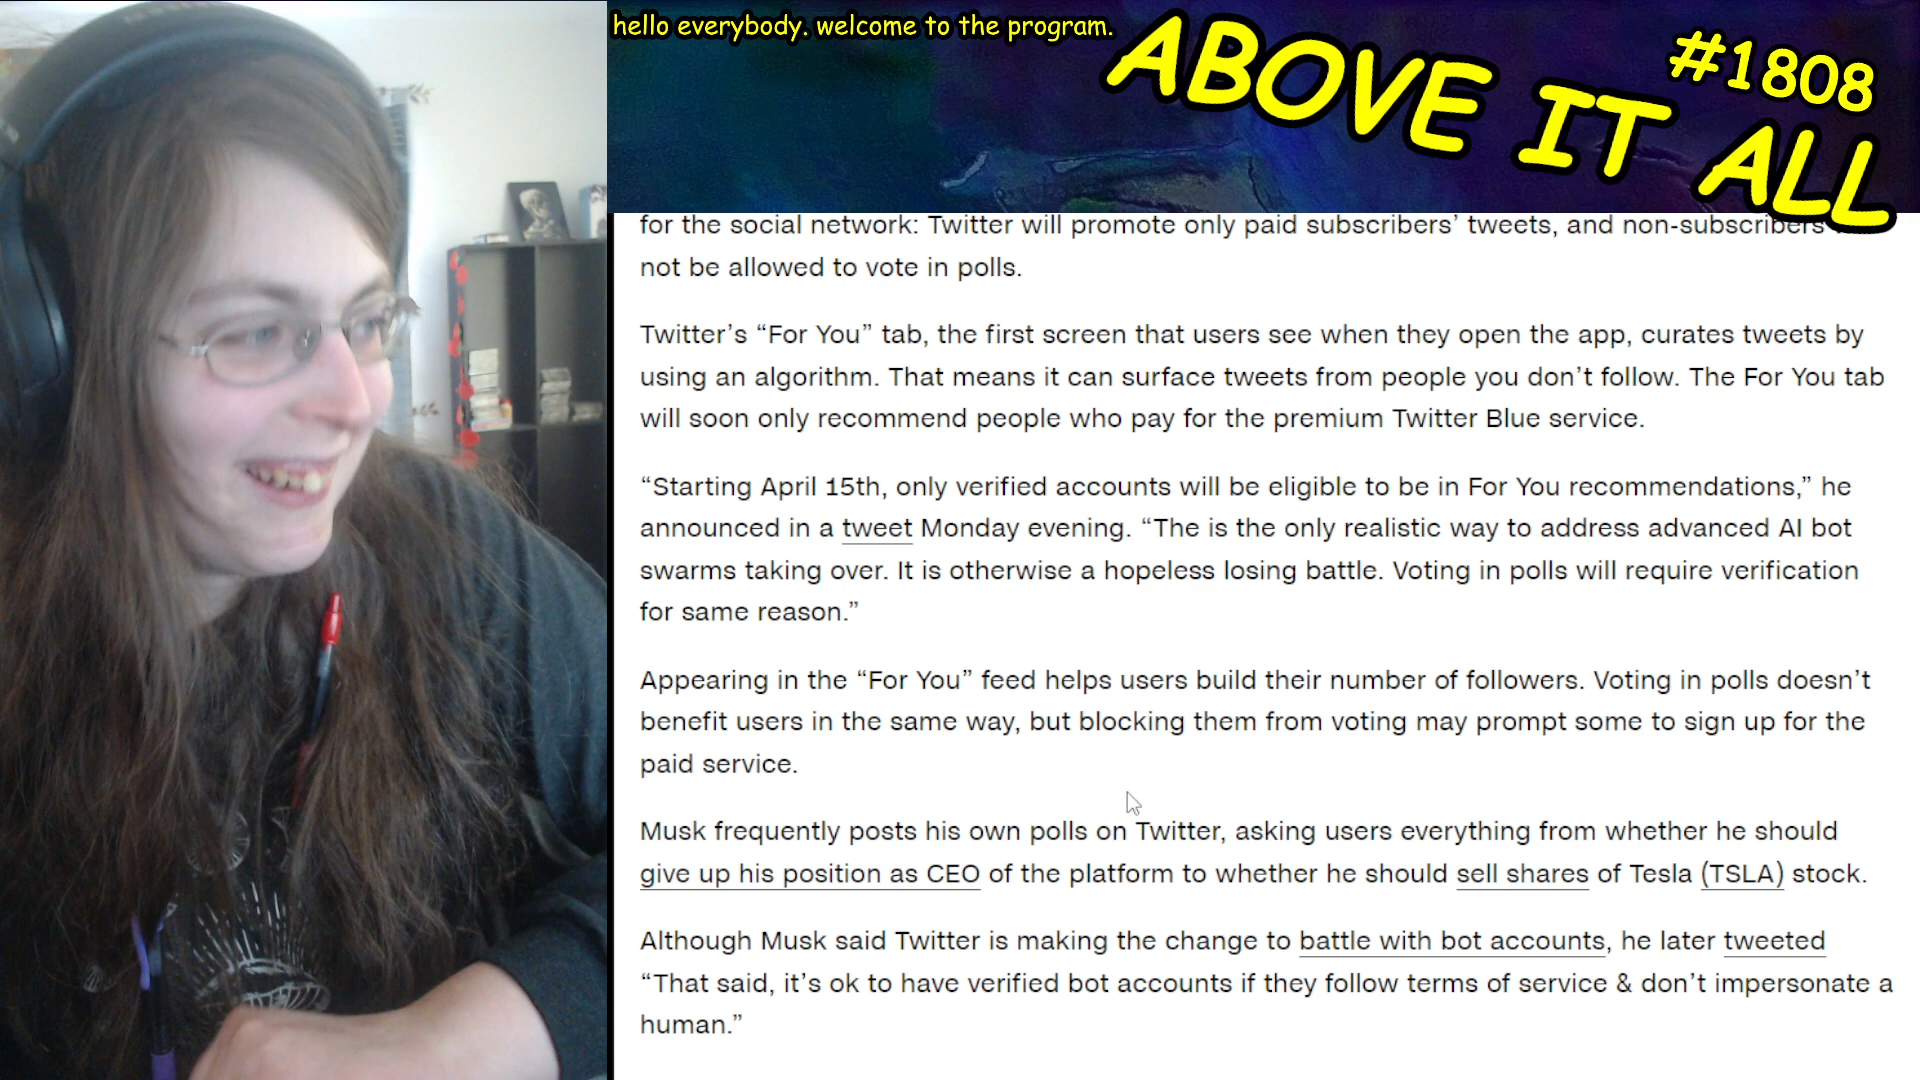 hello everybody. welcome to the program.
ABOVE IT ALL
#1808
for the social network: Twitter will promote only paid subscribers’ tweets, and non-subscribers
not be allowed to vote in polls.
Twitter’s “For You” tab, the first screen that users see when they open the app, curates tweets by
using an algorithm. That means it can surface tweets from people you don’t follow. The For You tab
will soon only recommend people who pay for the premium Twitter Blue service.
“Starting April 15th, only verified accounts will be eligible to be in For You recommendations,” he
announced in a tweet Monday evening. “The is the only realistic way to address advanced AI bot
swarms taking over. It is otherwise a hopeless losing battle. Voting in polls will require verification
for same reason.”
Appearing in the “For You” feed helps users build their number of followers. Voting in polls doesn’t
benefit users in the same way, but blocking them from voting may prompt some to sign up for the
paid service.
Musk frequently posts his own polls on Twitter, asking users everything from whether he should
give up his position as CEO of the platform to whether he should sell shares of Tesla (TSLA) stock.
Although Musk said Twitter is making the change to battle with bot accounts, he later tweeted
“That said, it’s ok to have verified bot accounts if they follow terms of service & don’t impersonate a
human.”